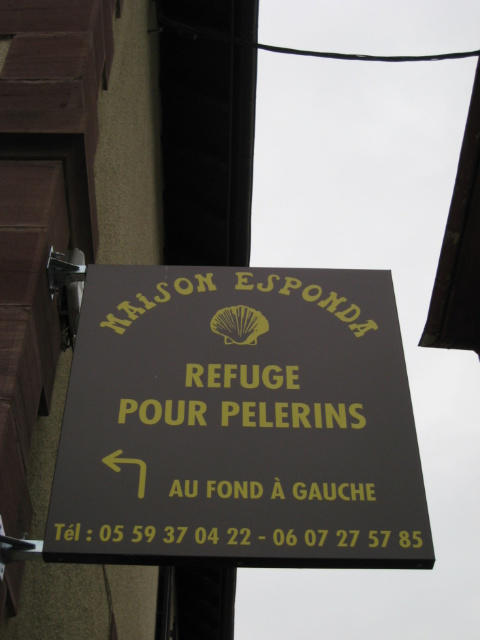 MAISON ESPONDA
REFUGE
POUR PELERINS
AU FOND À GAUCHE
Tél : 05 59 37 04 22 - 06 07 27 57 85